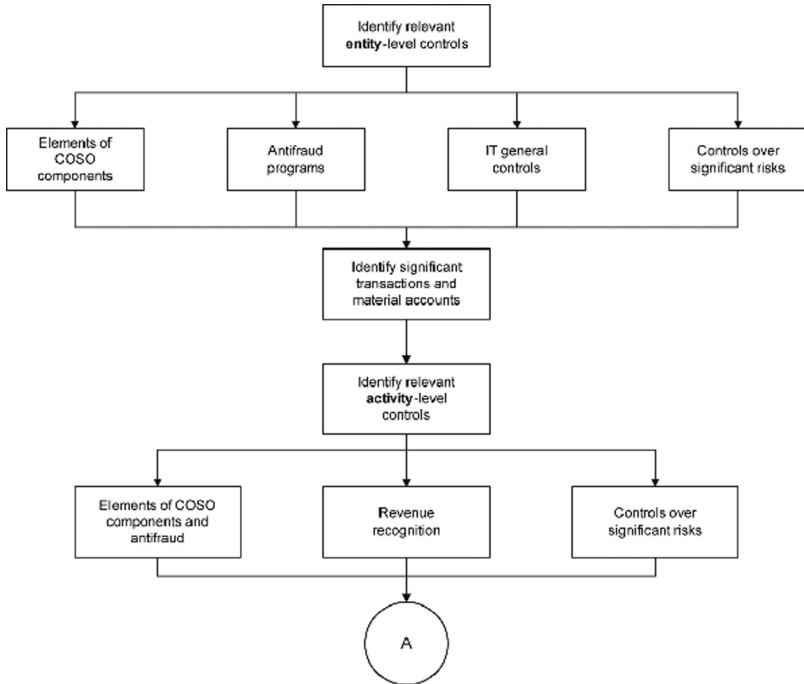 Identify relevant
entity-level controls
Elements of
COSO
components
Antifraud
programs
IT general
controls
Controls over
significant risks
Identify significant
transactions and
material accounts
Identify relevant
activity-level
controls
Elements of COSO
components and
antifraud
Revenue
recognition
Controls over
significant risks
A